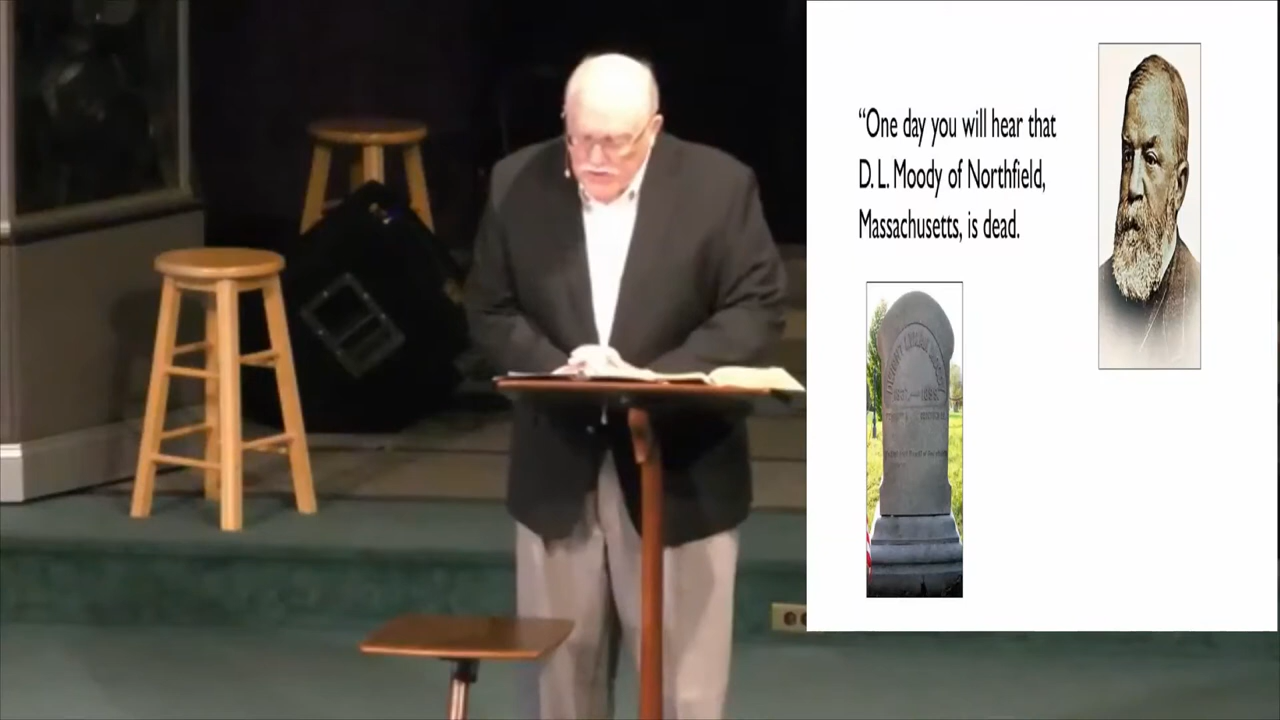 “One day you will hear that
D. L. Moody of Northfield,
Massachusetts, is dead.